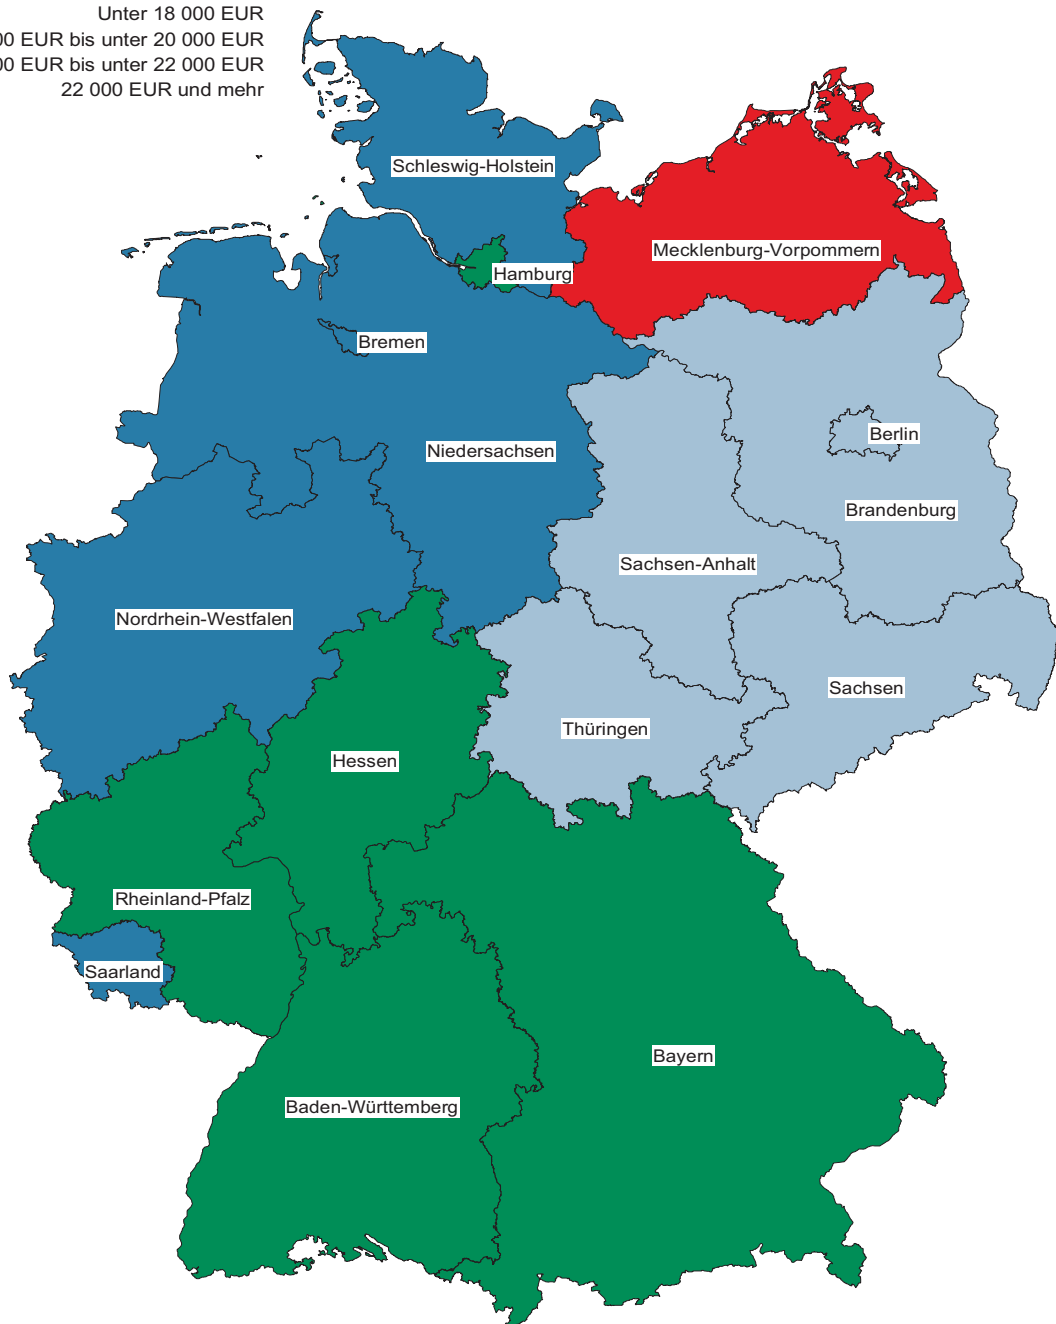 Unter 18 000 EUR
00 EUR bis unter 20 000 EUR
00 EUR bis unter 22 000 EUR
22 000 EUR und mehr
Schleswig-Holstein
Mecklenburg-Vorpommern
Hamburg
Bremen
Berlin
Niedersachsen
Brandenburg
Sachsen-Anhalt
Nordrhein-Westfalen
Sachsen
Thüringen
Hessen
Rheinland-Pfalz
Saarland
Bayern
Baden-Württemberg